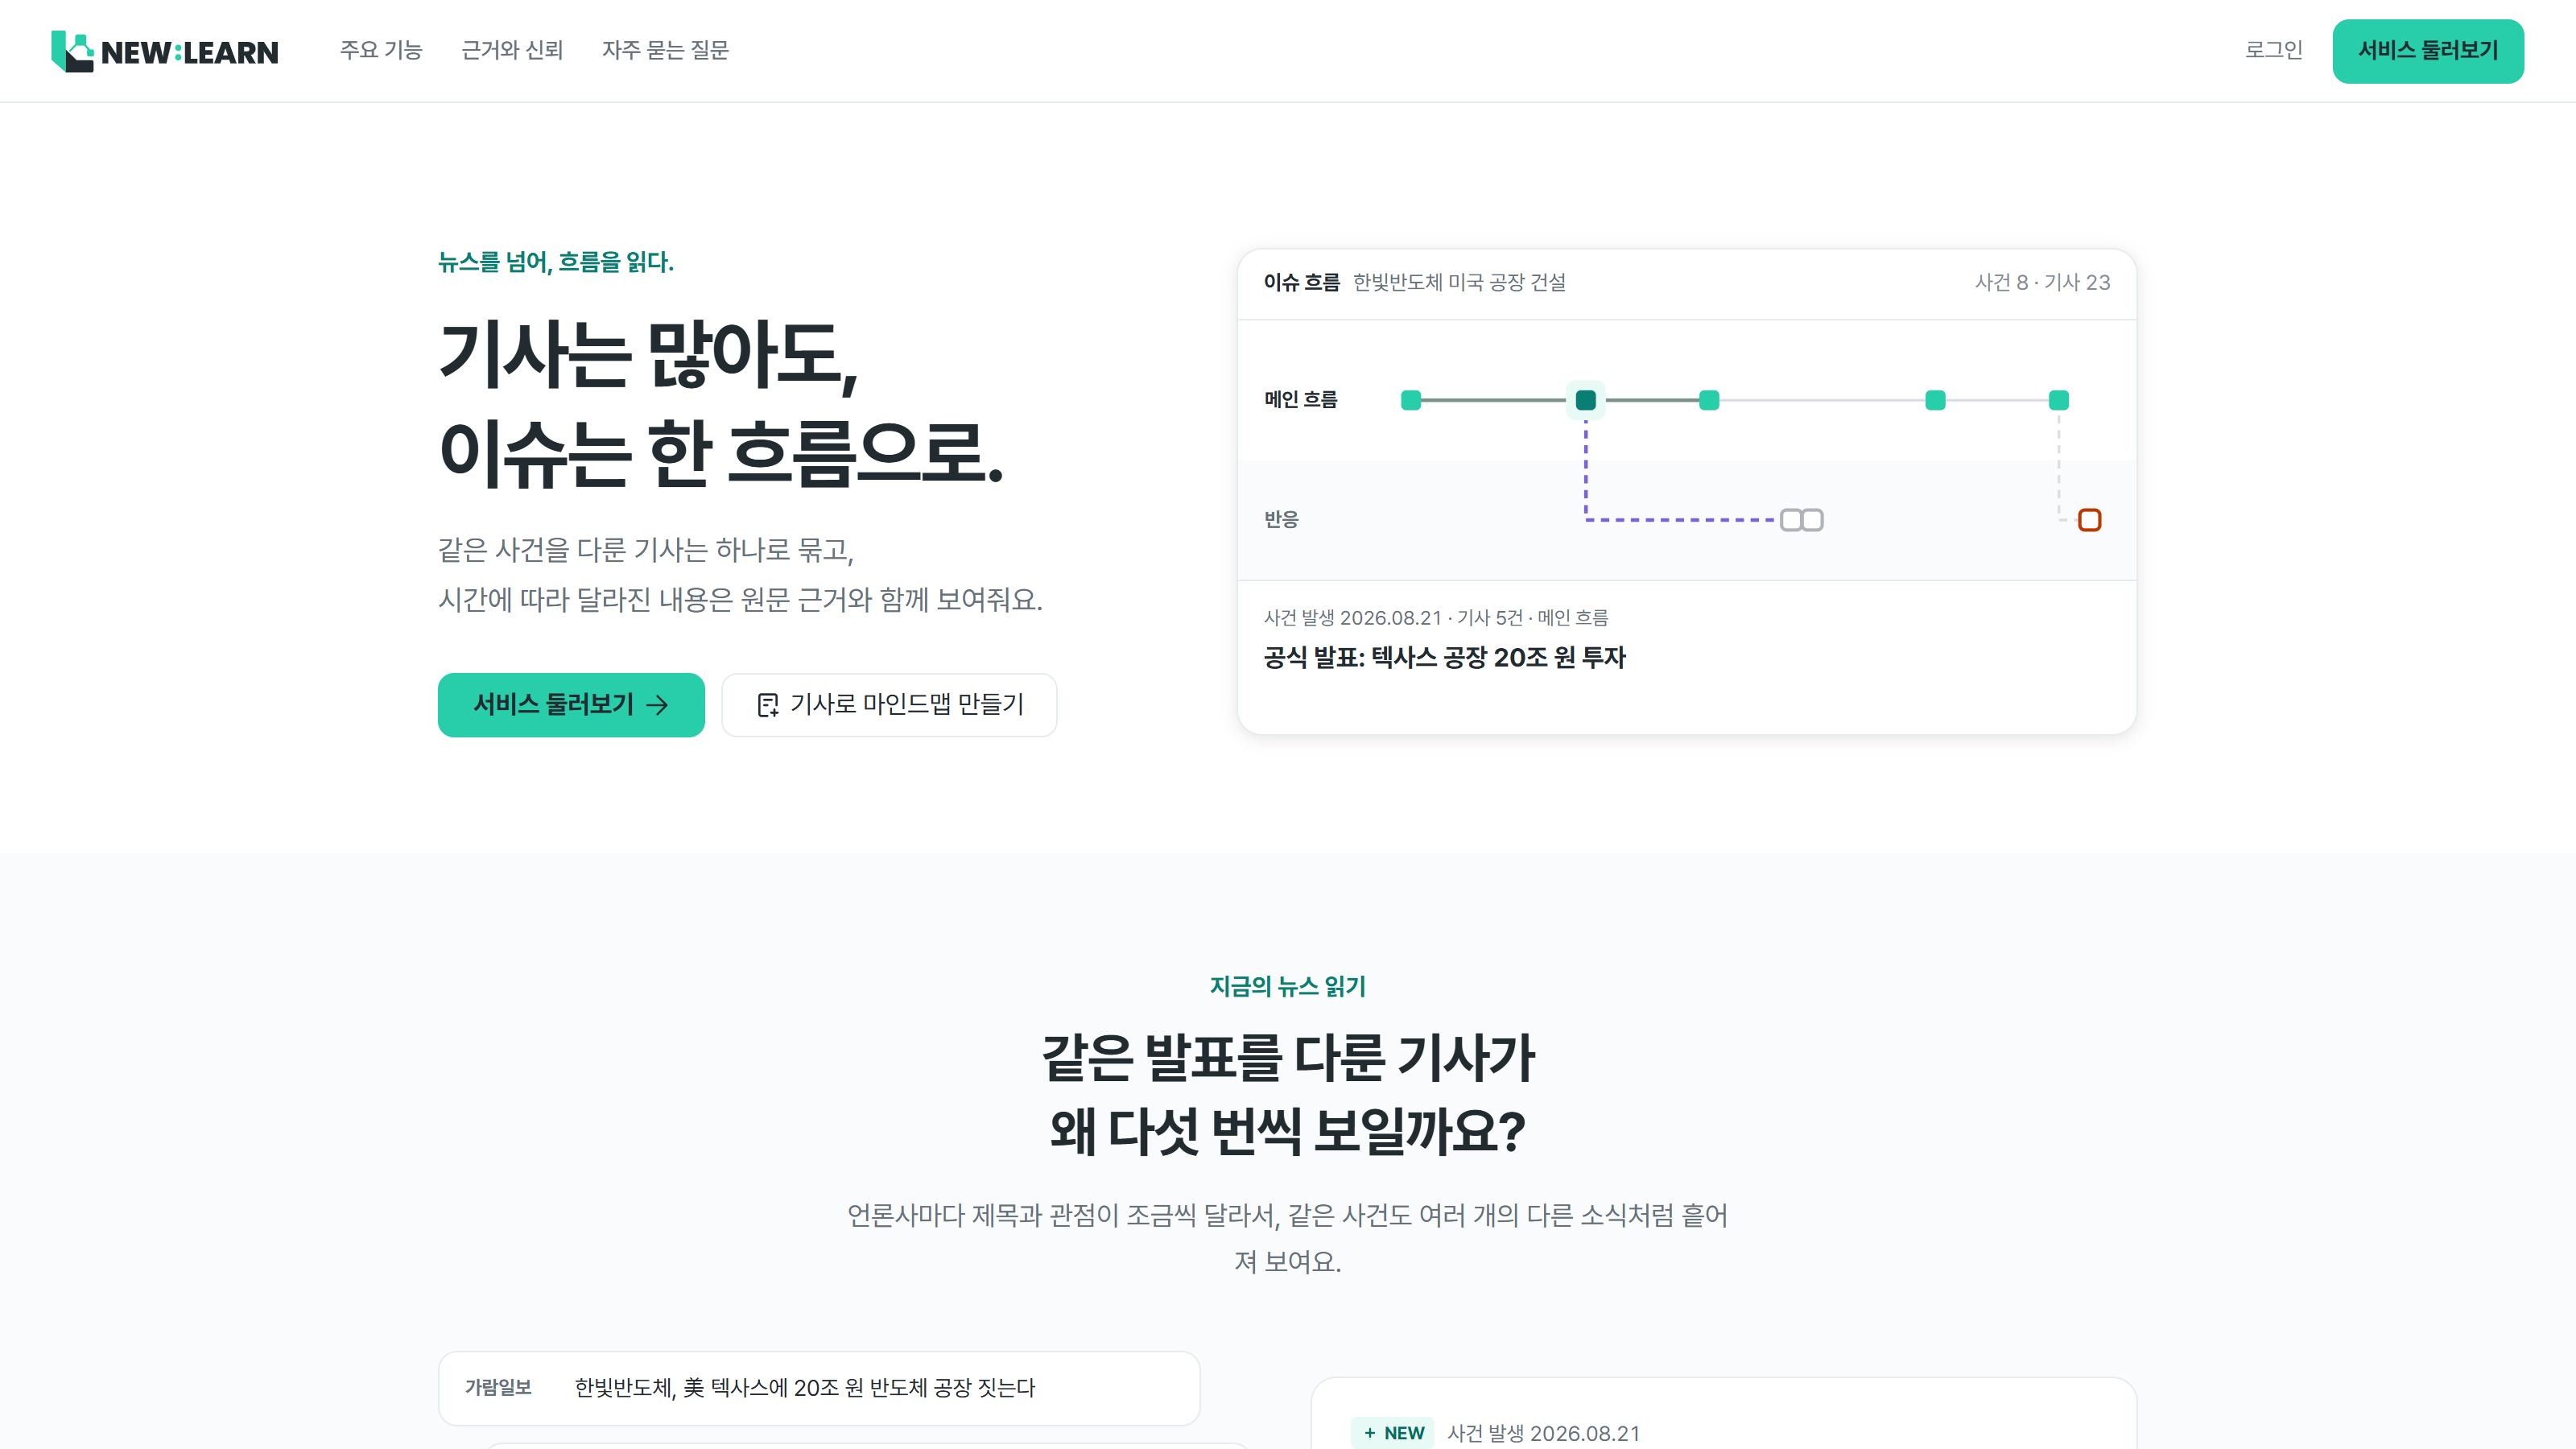 NEW:LEARN
주요 기능
근거와 신뢰
자주 묻는 질문
로그인
서비스 둘러보기
뉴스를 넘어, 흐름을 읽다.
기사는 많아도,
이슈는 한 흐름으로.
같은 사건을 다룬 기사는 하나로 묶고,
시간에 따라 달라진 내용은 원문 근거와 함께 보여줘요.
서비스 둘러보기 →
기사로 마인드맵 만들기
이슈 흐름 한빛반도체 미국 공장 건설
사건 8 · 기사 23
메인 흐름
반응
사건 발생 2026.08.21 · 기사 5건 · 메인 흐름
공식 발표: 텍사스 공장 20조 원 투자
지금의 뉴스 읽기
같은 발표를 다룬 기사가
왜 다섯 번씩 보일까요?
언론사마다 제목과 관점이 조금씩 달라서, 같은 사건도 여러 개의 다른 소식처럼 흩어
져 보여요.
가람일보 한빛반도체, 美 텍사스에 20조 원 반도체 공장 짓는다
+ NEW 사건 발생 2026.08.21